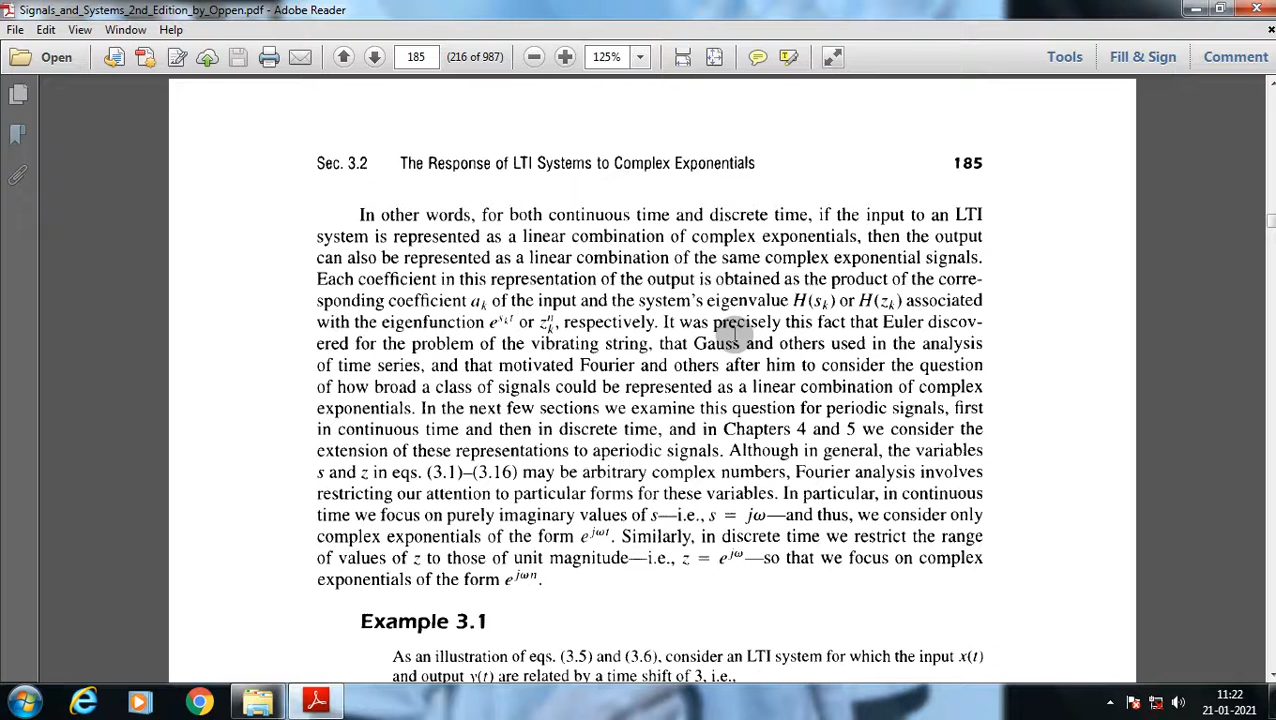 Signals_and_Systems_2nd_Edition_by_Oppen.pdf - Adobe Reader
File Edit View Window Help
Open 185 (216 of 987) 125% Tools Fill & Sign Comment
Sec. 3.2 The Response of LTI Systems to Complex Exponentials 185
In other words, for both continuous time and discrete time, if the input to an LTI
system is represented as a linear combination of complex exponentials, then the output
can also be represented as a linear combination of the same complex exponential signals.
Each coefficient in this representation of the output is obtained as the product of the corre-
sponding coefficient aₖ of the input and the system's eigenvalue H(sₖ) or H(zₖ) associated
with the eigenfunction e^{sₖt} or zₖⁿ, respectively. It was precisely this fact that Euler discov-
ered for the problem of the vibrating string, that Gauss and others used in the analysis
of time series, and that motivated Fourier and others after him to consider the question
of how broad a class of signals could be represented as a linear combination of complex
exponentials. In the next few sections we examine this question for periodic signals, first
in continuous time and then in discrete time, and in Chapters 4 and 5 we consider the
extension of these representations to aperiodic signals. Although in general, the variables
s and z in eqs. (3.1)–(3.16) may be arbitrary complex numbers, Fourier analysis involves
restricting our attention to particular forms for these variables. In particular, in continuous
time we focus on purely imaginary values of s—i.e., s = jω—and thus, we consider only
complex exponentials of the form e^{jωt}. Similarly, in discrete time we restrict the range
of values of z to those of unit magnitude—i.e., z = e^{jω}—so that we focus on complex
exponentials of the form e^{jωn}.
Example 3.1
As an illustration of eqs. (3.5) and (3.6), consider an LTI system for which the input x(t)
and output y(t) are related by a time shift of 3, i.e.,
11:22
21-01-2021